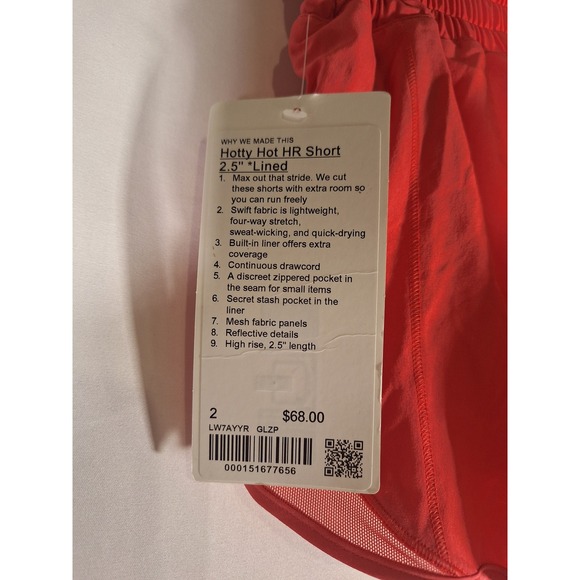 WHY WE MADE THIS
Hotty Hot HR Short
2.5" *Lined
1. Max out that stride. We cut
these shorts with extra room so
you can run freely
2. Swift fabric is lightweight,
four-way stretch,
sweat-wicking, and quick-drying
3. Built-in liner offers extra
coverage
4. Continuous drawcord
5. A discreet zippered pocket in
the seam for small items
6. Secret stash pocket in the
liner
7. Mesh fabric panels
8. Reflective details
9. High rise, 2.5" length
2 $68.00
LW7AYYR GLZP
000151677656